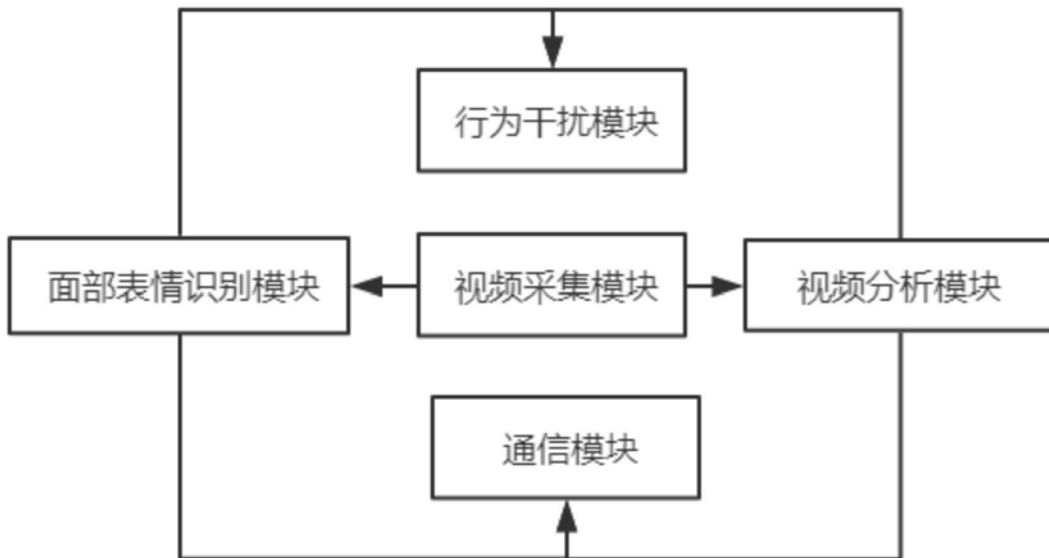 行为干扰模块
面部表情识别模块
视频采集模块
视频分析模块
通信模块